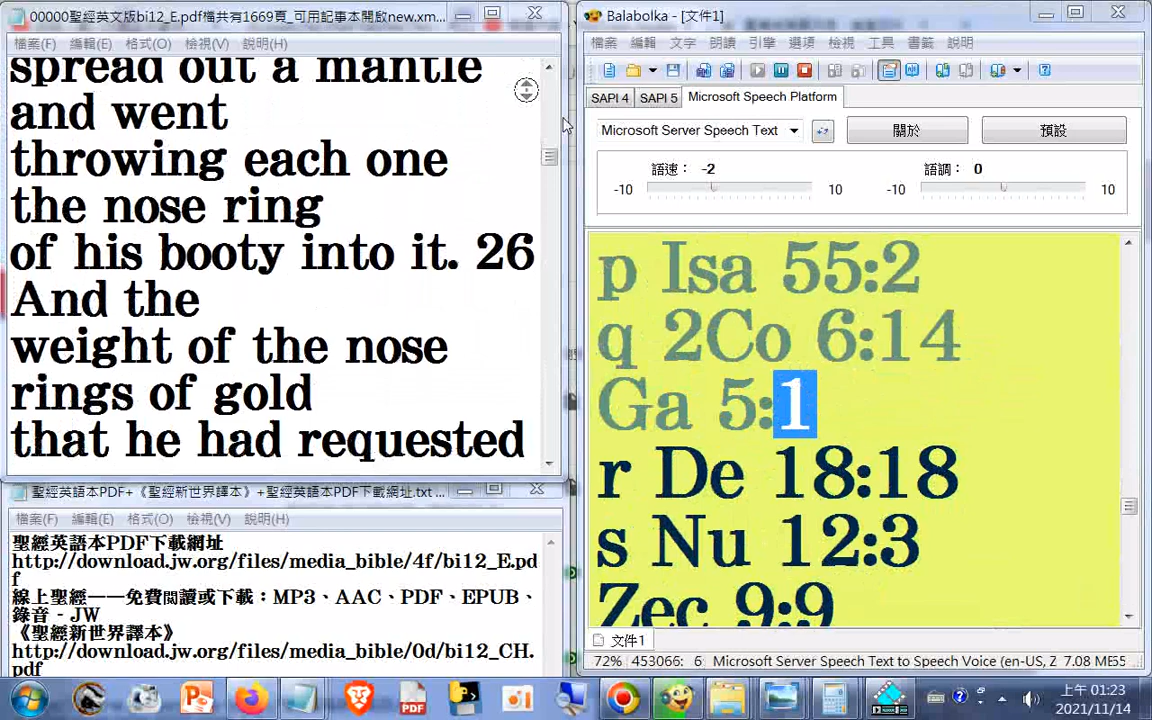 00000聖經英文版bi12_E.pdf檔共有1669頁_可用記事本開啟new.xm...
檔案(F) 編輯(E) 格式(O) 檢視(V) 說明(H)
spread out a mantle
and went
throwing each one
the nose ring
of his booty into it. 26
And the
weight of the nose
rings of gold
that he had requested
聖經英語本PDF+《聖經新世界譯本》+聖經英語本PDF下載網址.txt ...
檔案(F) 編輯(E) 格式(O) 檢視(V) 說明(H)
聖經英語本PDF下載網址
http://download.jw.org/files/media_bible/4f/bi12_E.pd
f
線上聖經——免費閱讀或下載：MP3、AAC、PDF、EPUB、
錄音 - JW
《聖經新世界譯本》
http://download.jw.org/files/media_bible/0d/bi12_CH.
pdf
Balabolka - [文件1]
檔案 編輯 文字 朗讀 引擎 選項 檢視 工具 書籤 說明
SAPI 4 SAPI 5 Microsoft Speech Platform
Microsoft Server Speech Text 關於 預設
語速： -2 語調： 0
-10 10 -10 10
p Isa 55:2
q 2Co 6:14
Ga 5:1
r De 18:18
s Nu 12:3
Zec 9:9
文件1
72% 453066: 6 Microsoft Server Speech Text to Speech Voice (en-US, Z 7.08 ME55
PDF
上午 01:23
2021/11/14